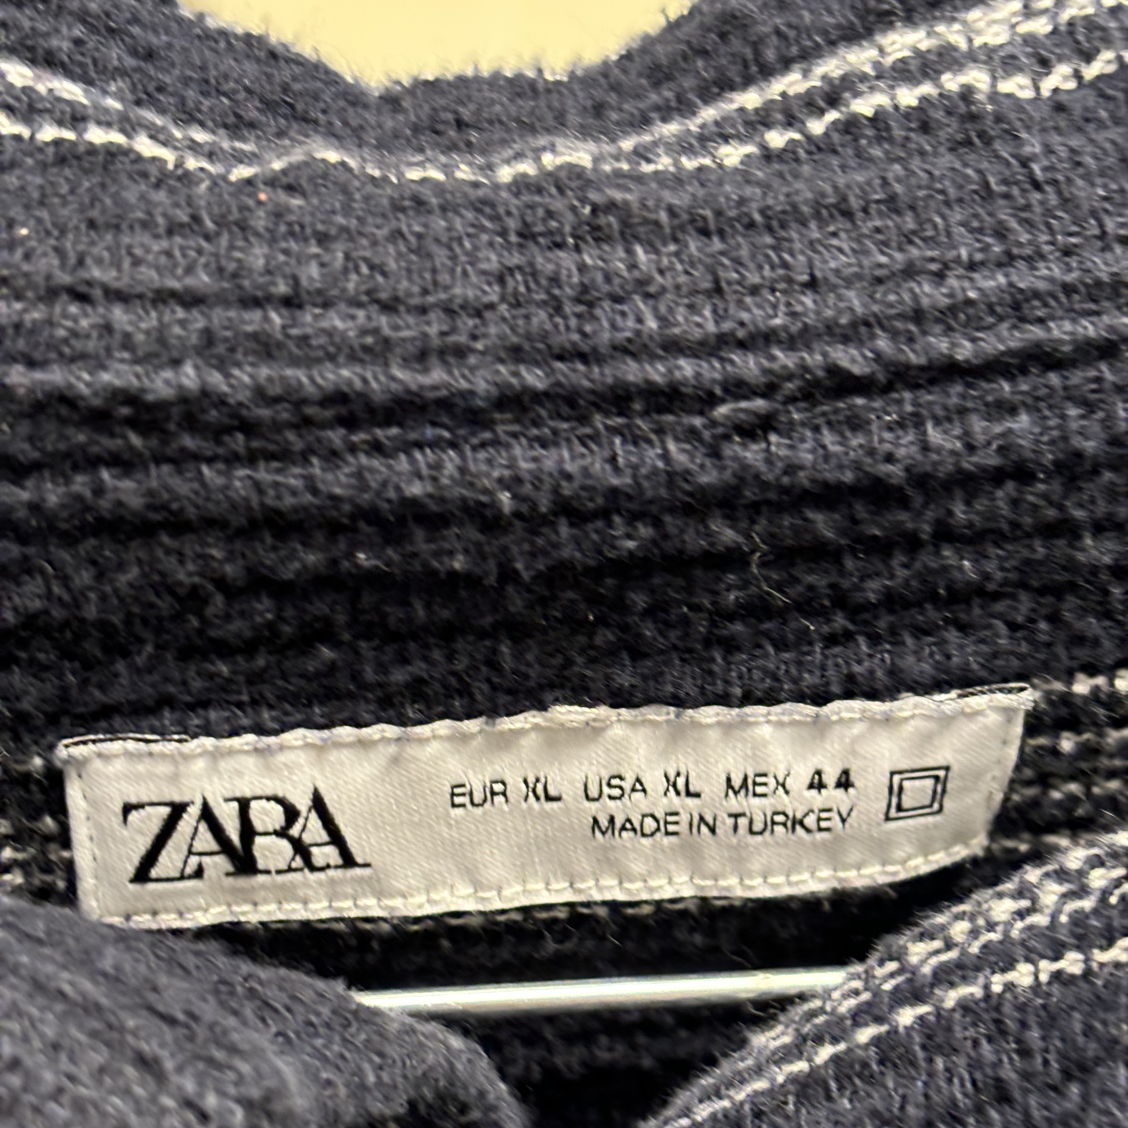 ZARA
EUR XL USA XL MEX 44
MADE IN TURKEY